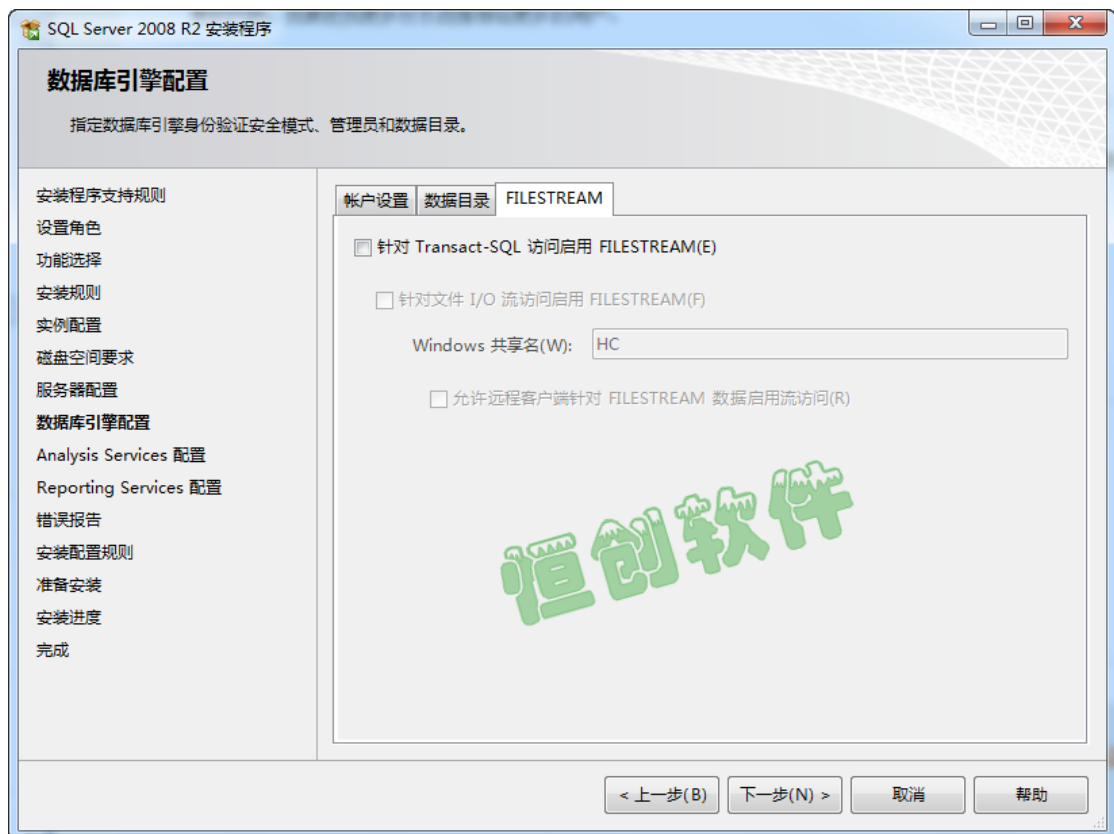 SQL Server 2008 R2 安装程序
数据库引擎配置
指定数据库引擎身份验证安全模式、管理员和数据目录。
安装程序支持规则
设置角色
功能选择
安装规则
实例配置
磁盘空间要求
服务器配置
数据库引擎配置
Analysis Services 配置
Reporting Services 配置
错误报告
安装配置规则
准备安装
安装进度
完成
帐户设置 数据目录 FILESTREAM
针对 Transact-SQL 访问启用 FILESTREAM(E)
针对文件 I/O 流访问启用 FILESTREAM(F)
Windows 共享名(W): HC
允许远程客户端针对 FILESTREAM 数据启用流访问(R)
恒创软件
< 上一步(B) 下一步(N) > 取消 帮助